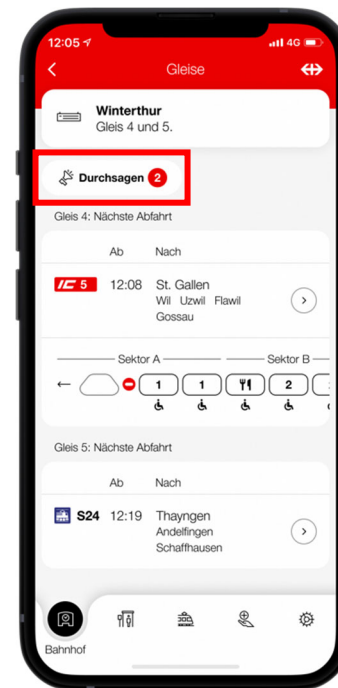 12:05
4G
Gleise
Winterthur
Gleis 4 und 5.
Durchsagen 2
Gleis 4: Nächste Abfahrt
Ab Nach
IC 5 12:08 St. Gallen
Wil Uzwil Flawil
Gossau
Sektor A Sektor B
1 1 2
Gleis 5: Nächste Abfahrt
Ab Nach
S24 12:19 Thayngen
Andelfingen
Schaffhausen
Bahnhof